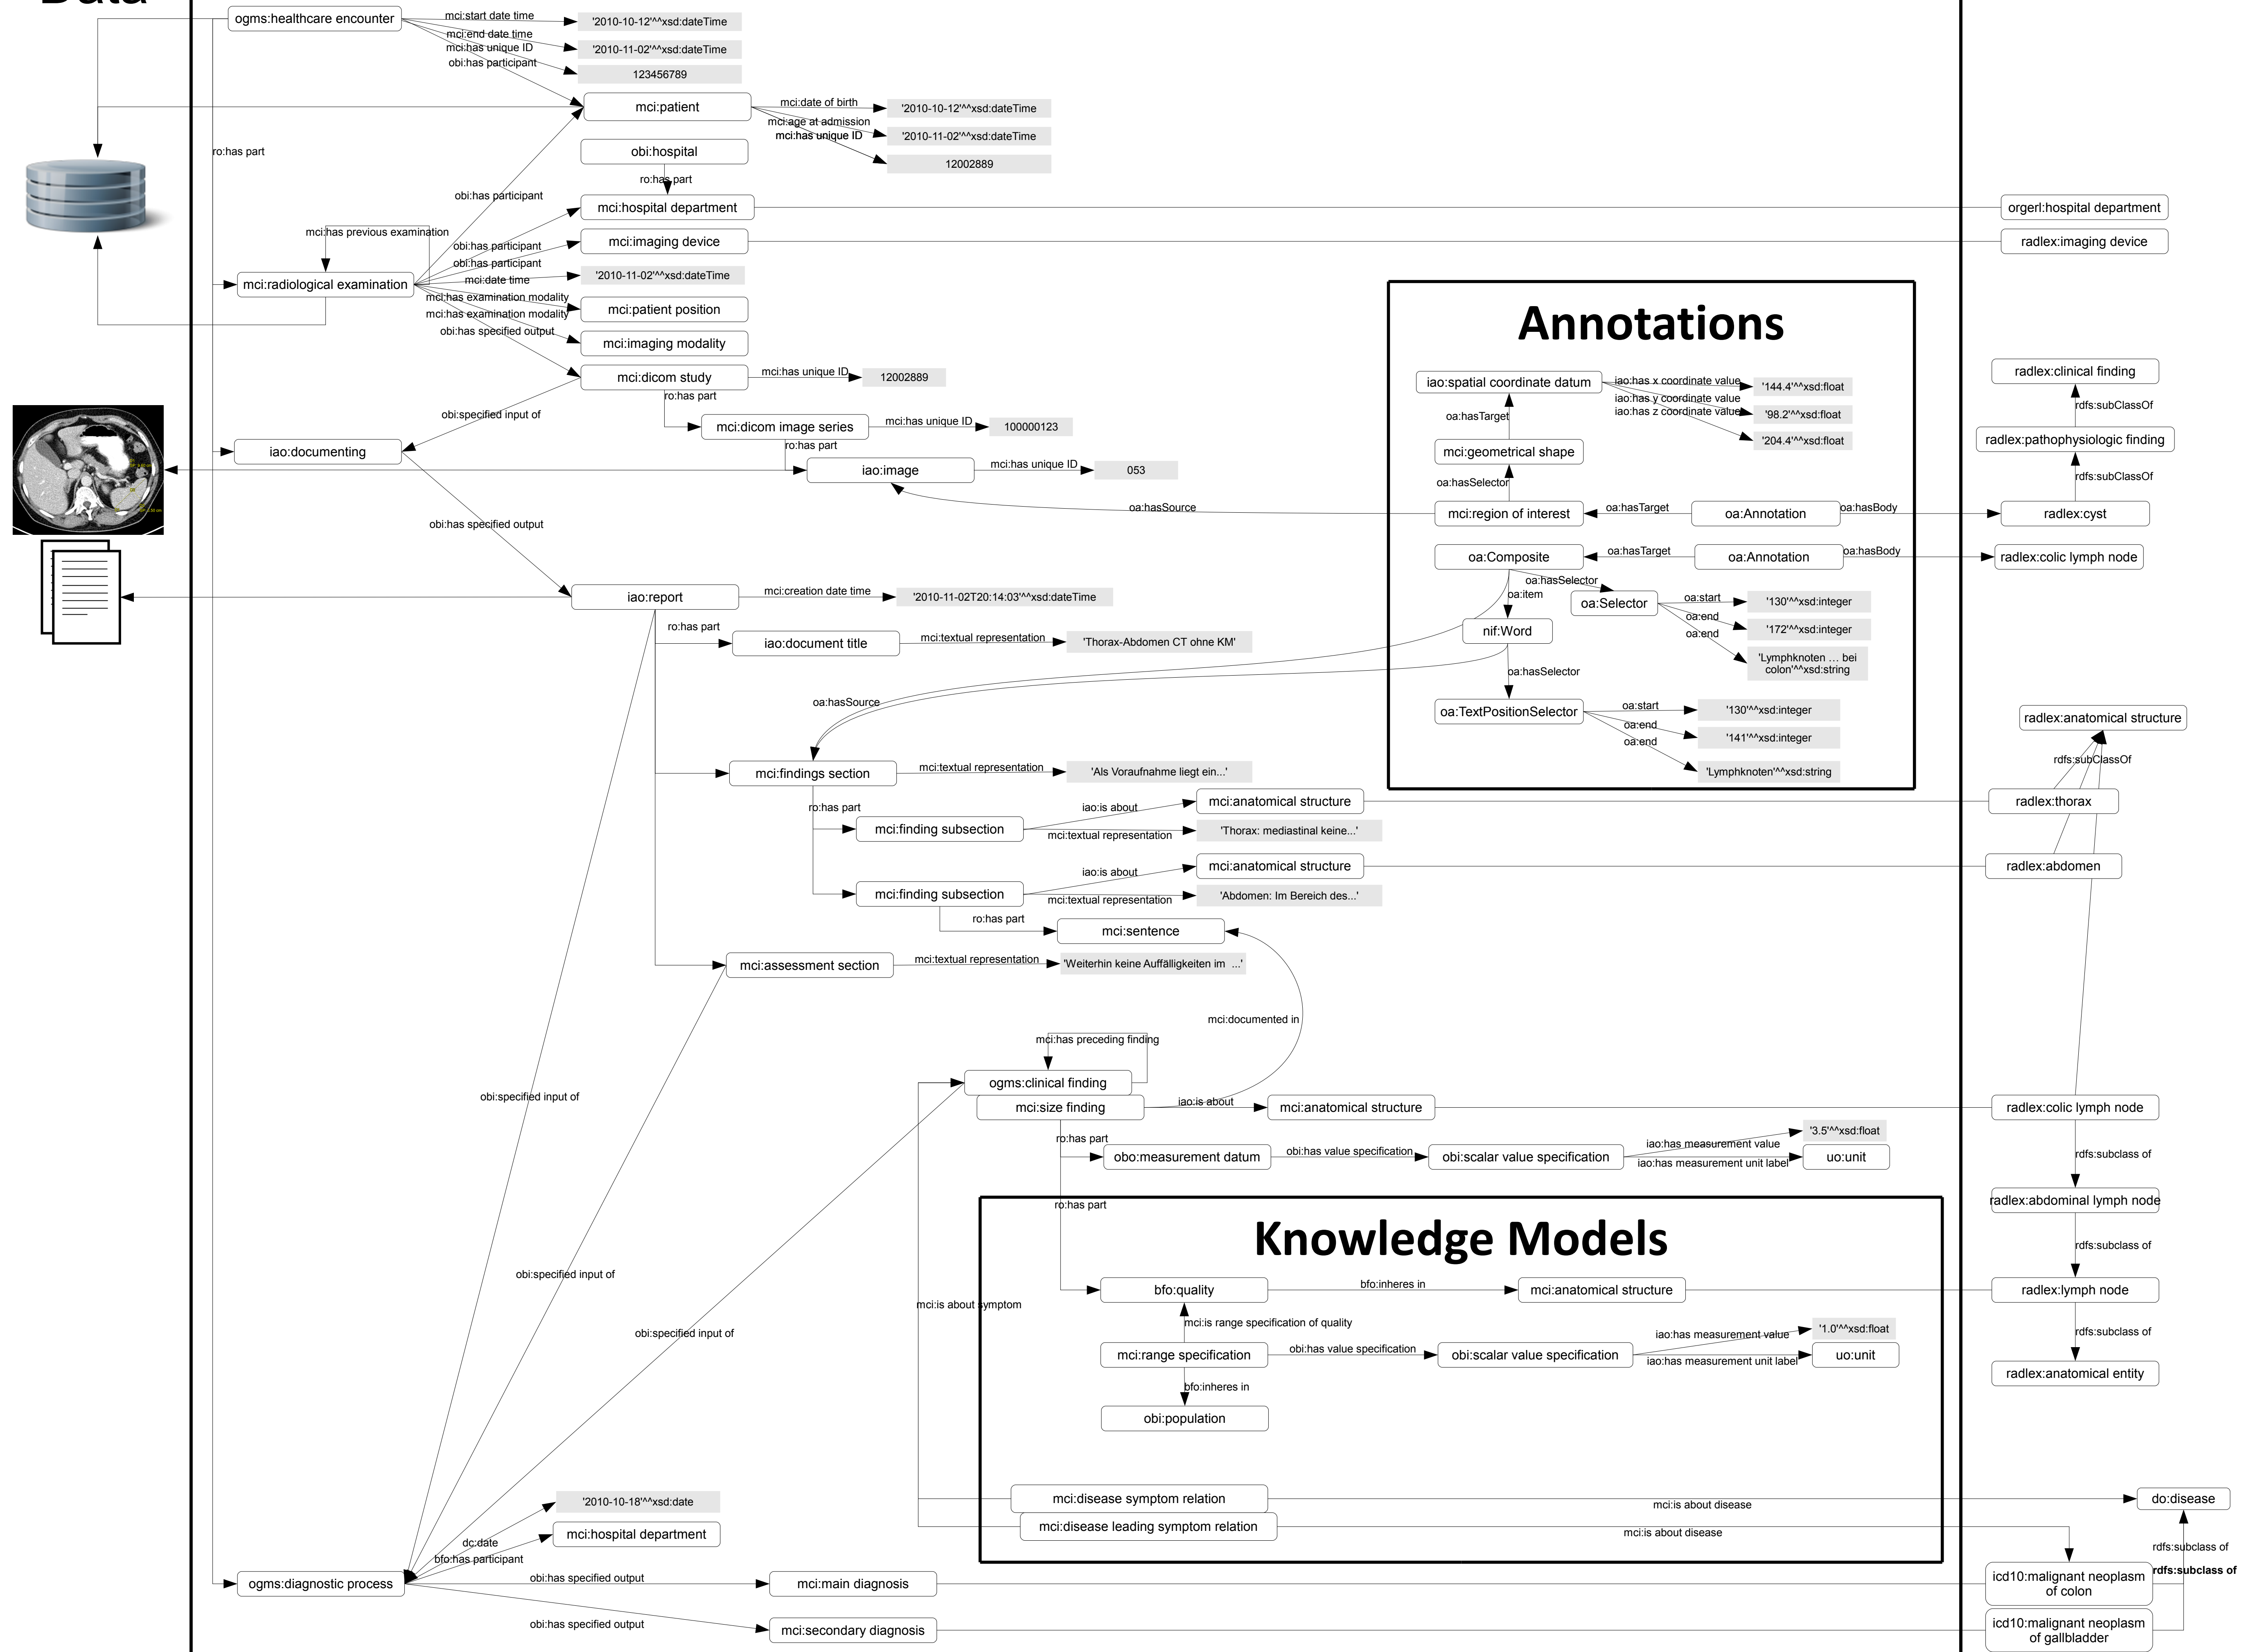 Data
ogms:healthcare encounter
mci:start date time
'2010-10-12'^^xsd:dateTime
mci:end date time
'2010-11-02'^^xsd:dateTime
mci:has unique ID
123456789
obi:has participant
mci:patient
mci:date of birth
'2010-10-12'^^xsd:dateTime
mci:age at admission
'2010-11-02'^^xsd:dateTime
mci:has unique ID
12002889
ro:has part
obi:hospital
ro:has part
obi:has participant
mci:hospital department
orgerl:hospital department
mci:has previous examination
obi:has participant
mci:imaging device
radlex:imaging device
obi:has participant
mci:radiological examination
mci:date time
'2010-11-02'^^xsd:dateTime
mci:has examination modality
mci:patient position
mci:has examination modality
mci:imaging modality
obi:has specified output
mci:dicom study
mci:has unique ID
12002889
ro:has part
obi:specified input of
mci:dicom image series
mci:has unique ID
100000123
ro:has part
iao:documenting
iao:image
mci:has unique ID
053
Annotations
iao:spatial coordinate datum
iao:has x coordinate value
'144.4'^^xsd:float
iao:has y coordinate value
'98.2'^^xsd:float
iao:has z coordinate value
'204.4'^^xsd:float
oa:hasTarget
mci:geometrical shape
oa:hasSelector
oa:hasSource
mci:region of interest
oa:hasTarget
oa:Annotation
oa:hasBody
radlex:cyst
rdfs:subClassOf
radlex:pathophysiologic finding
rdfs:subClassOf
radlex:clinical finding
oa:Composite
oa:hasTarget
oa:Annotation
oa:hasBody
radlex:colic lymph node
oa:hasSelector
oa:item
oa:Selector
oa:start
'130'^^xsd:integer
oa:end
'172'^^xsd:integer
oa:end
'Lymphknoten … bei
colon'^^xsd:string
nif:Word
oa:hasSelector
oa:TextPositionSelector
oa:start
'130'^^xsd:integer
oa:end
'141'^^xsd:integer
oa:end
'Lymphknoten'^^xsd:string
obi:has specified output
iao:report
mci:creation date time
'2010-11-02T20:14:03'^^xsd:dateTime
ro:has part
iao:document title
mci:textual representation
'Thorax-Abdomen CT ohne KM'
oa:hasSource
mci:findings section
mci:textual representation
'Als Voraufnahme liegt ein...'
ro:has part
mci:finding subsection
iao:is about
mci:anatomical structure
mci:textual representation
'Thorax: mediastinal keine...'
radlex:anatomical structure
rdfs:subClassOf
radlex:thorax
mci:finding subsection
iao:is about
mci:anatomical structure
mci:textual representation
'Abdomen: Im Bereich des...'
radlex:abdomen
ro:has part
mci:sentence
mci:assessment section
mci:textual representation
'Weiterhin keine Auffälligkeiten im  ...'
mci:documented in
mci:has preceding finding
ogms:clinical finding
mci:size finding
iao:is about
mci:anatomical structure
radlex:colic lymph node
obi:specified input of
ro:has part
obo:measurement datum
obi:has value specification
obi:scalar value specification
iao:has measurement value
'3.5'^^xsd:float
iao:has measurement unit label
uo:unit
rdfs:subclass of
radlex:abdominal lymph node
ro:has part
Knowledge Models
rdfs:subclass of
obi:specified input of
bfo:quality
bfo:inheres in
mci:anatomical structure
radlex:lymph node
mci:is about symptom
mci:is range specification of quality
obi:specified input of
mci:range specification
obi:has value specification
obi:scalar value specification
iao:has measurement value
'1.0'^^xsd:float
iao:has measurement unit label
uo:unit
rdfs:subclass of
radlex:anatomical entity
bfo:inheres in
obi:population
mci:disease symptom relation
mci:is about disease
do:disease
mci:disease leading symptom relation
mci:is about disease
rdfs:subclass of
rdfs:subclass of
'2010-10-18'^^xsd:date
dc:date
mci:hospital department
bfo:has participant
ogms:diagnostic process
obi:has specified output
mci:main diagnosis
icd10:malignant neoplasm
of colon
obi:has specified output
mci:secondary diagnosis
icd10:malignant neoplasm
of gallbladder